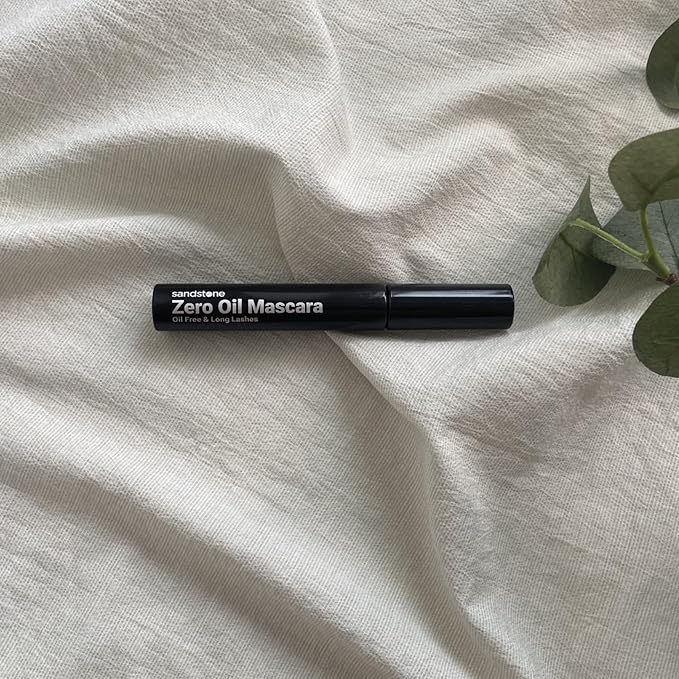 sandstone
Zero Oil Mascara
Oil Free & Long Lashes